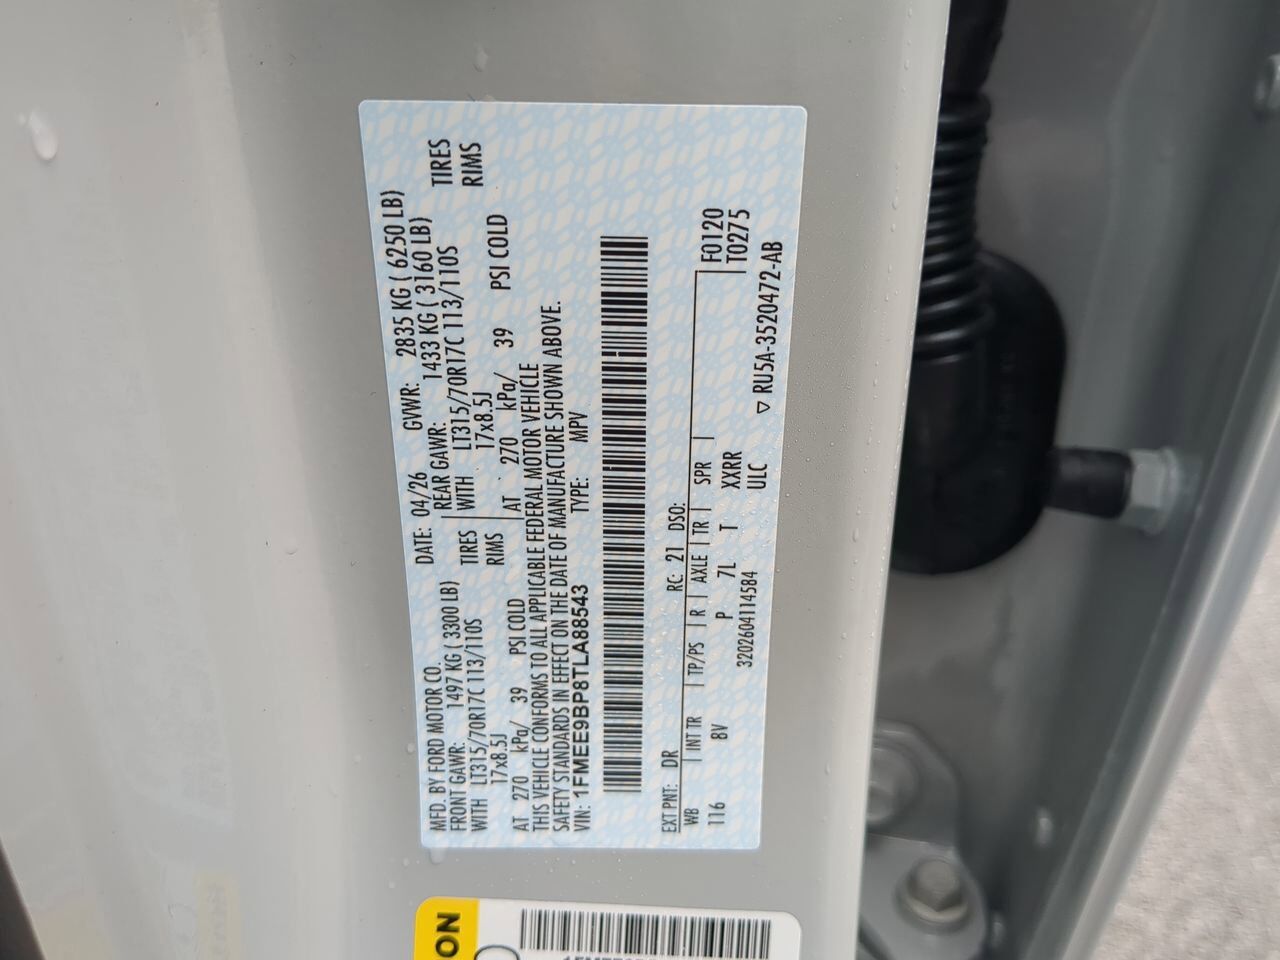 MFD. BY FORD MOTOR CO. DATE: 04/26 GVWR: 2835 KG ( 6250 LB)
FRONT GAWR: 1497 KG ( 3300 LB) REAR GAWR: 1433 KG ( 3160 LB)
WITH LT315/70R17C 113/110S TIRES WITH LT315/70R17C 113/110S TIRES
17x8.5J RIMS 17x8.5J RIMS
AT 270 kPa/ 39 PSI COLD AT 270 kPa/ 39 PSI COLD
THIS VEHICLE CONFORMS TO ALL APPLICABLE FEDERAL MOTOR VEHICLE
SAFETY STANDARDS IN EFFECT ON THE DATE OF MANUFACTURE SHOWN ABOVE.
VIN: 1FMEE9BP8TLA88543 TYPE: MPV
EXT PNT: DR RC: 21 DSO:
WB INT TR TP/PS R AXLE TR SPR F0120
116 8V P 7L T XXRR T0275
3202604114584 ULC
▽ RU5A-3520472-AB
ON